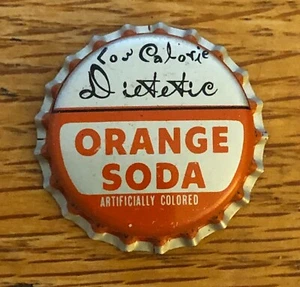 Low Calorie
Dietetic
ORANGE
SODA
ARTIFICIALLY COLORED